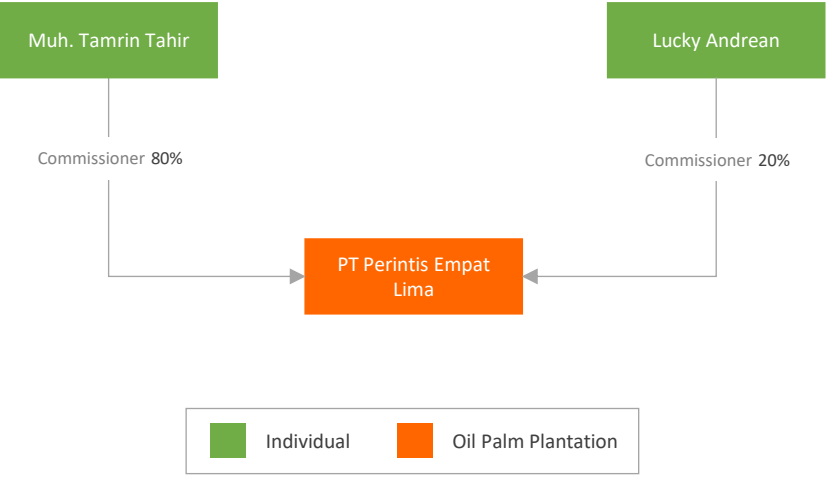 Muh. Tamrin Tahir
Lucky Andrean
Commissioner 80%
Commissioner 20%
PT Perintis Empat
Lima
Individual
Oil Palm Plantation